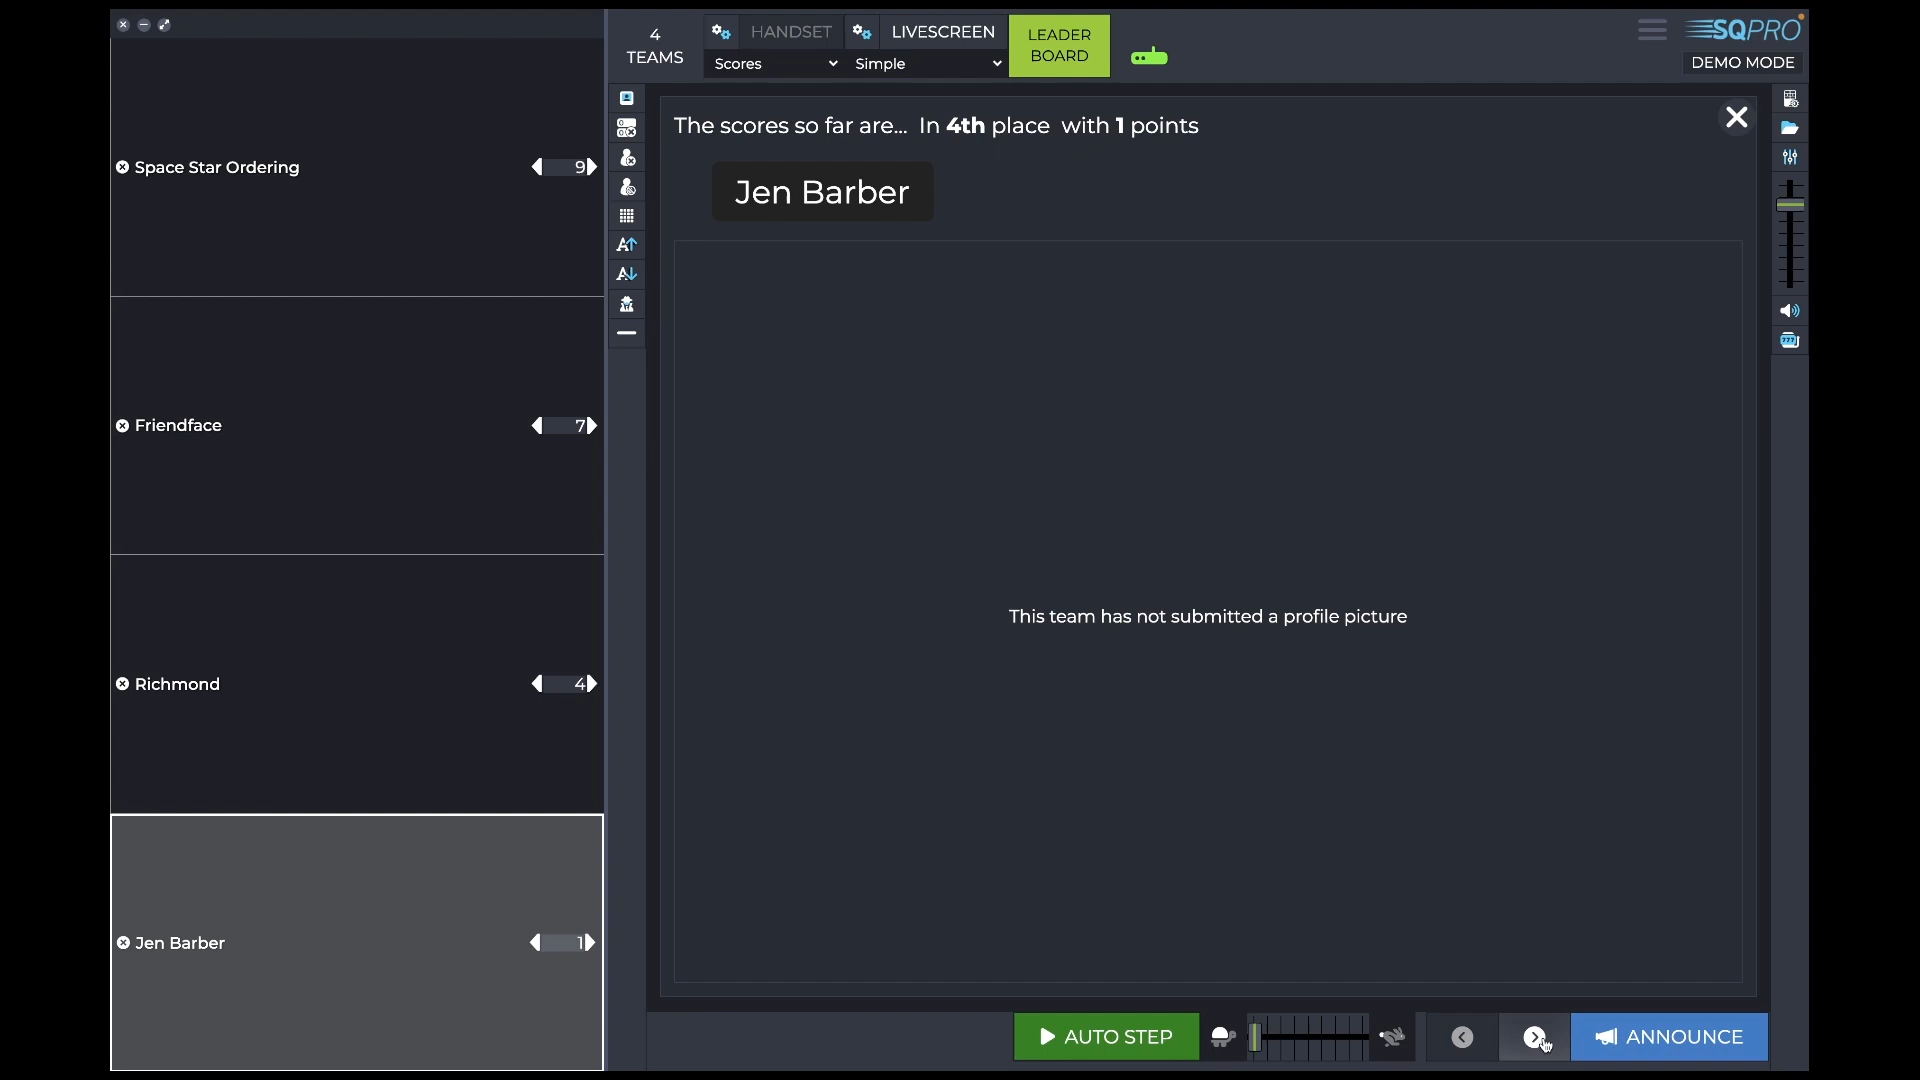 4
TEAMS
HANDSET
LIVESCREEN
Scores
Simple
LEADER
BOARD
SQPRO
DEMO MODE
Space Star Ordering
9
Friendface
7
Richmond
4
Jen Barber
1
The scores so far are... In 4th place with 1 points
Jen Barber
This team has not submitted a profile picture
AUTO STEP
ANNOUNCE
777